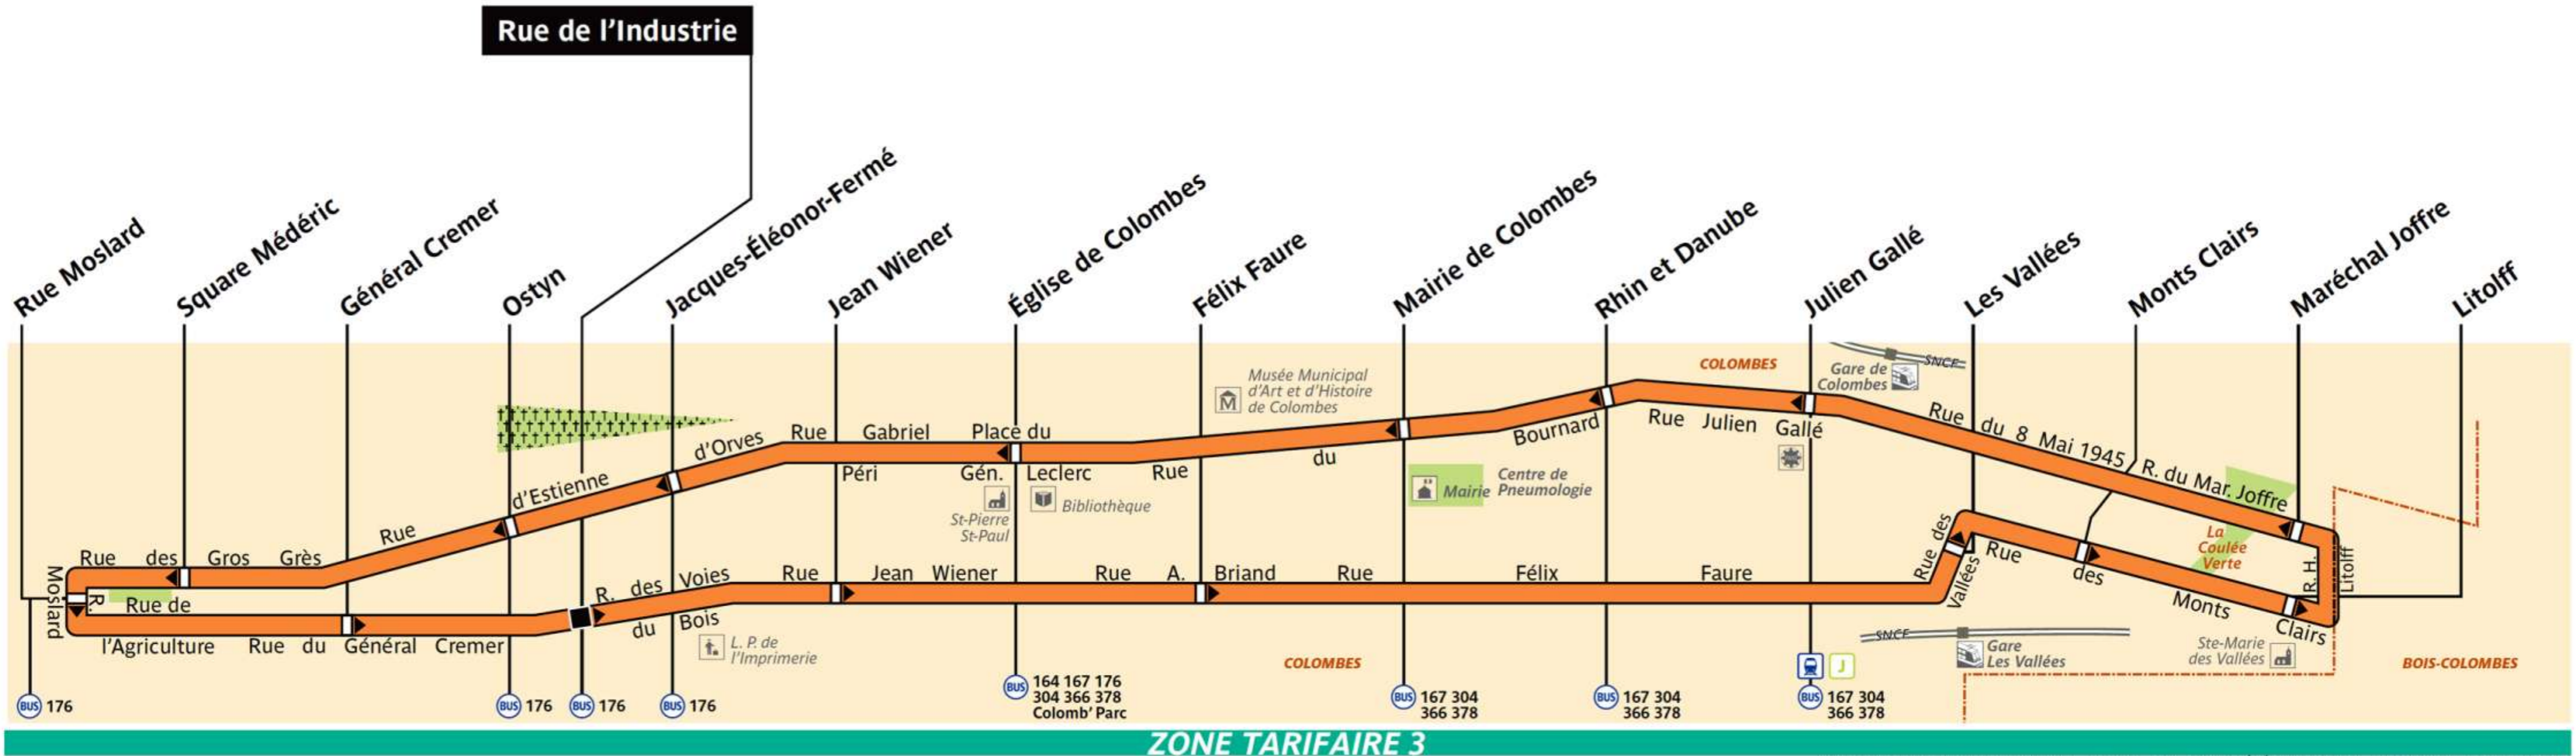 Rue de l'Industrie
Rue Moslard
Square Médéric
Général Cremer
Ostyn
Jacques-Éléonor-Fermé
Jean Wiener
Église de Colombes
Félix Faure
Mairie de Colombes
Rhin et Danube
Julien Gallé
Les Vallées
Monts Clairs
Maréchal Joffre
Litolff
COLOMBES
SNCF
Gare de
Colombes
Musée Municipal
d'Art et d'Histoire
de Colombes
M
Rue des Gros Grès
Rue d'Estienne d'Orves
Rue Gabriel Péri
Place du Gén. Leclerc
Rue du Bournard
Rue Julien Gallé
Rue du 8 Mai 1945
R. du Mar. Joffre
St-Pierre
St-Paul
Bibliothèque
Mairie
Centre de
Pneumologie
La
Coulée
Verte
R. H.
Litolff
R.
Moslard
Rue de
l'Agriculture
Rue du Général Cremer
R. des Voies
du Bois
Rue Jean Wiener
Rue A. Briand
Rue Félix Faure
Rue des
Vallées
Rue des Monts Clairs
L. P. de
l'Imprimerie
COLOMBES
SNCF
Gare
Les Vallées
Ste-Marie
des Vallées
BOIS-COLOMBES
BUS 176
BUS 176
BUS 176
BUS 176
BUS 164 167 176
304 366 378
Colomb' Parc
BUS 167 304
366 378
BUS 167 304
366 378
J
BUS 167 304
366 378
ZONE TARIFAIRE 3